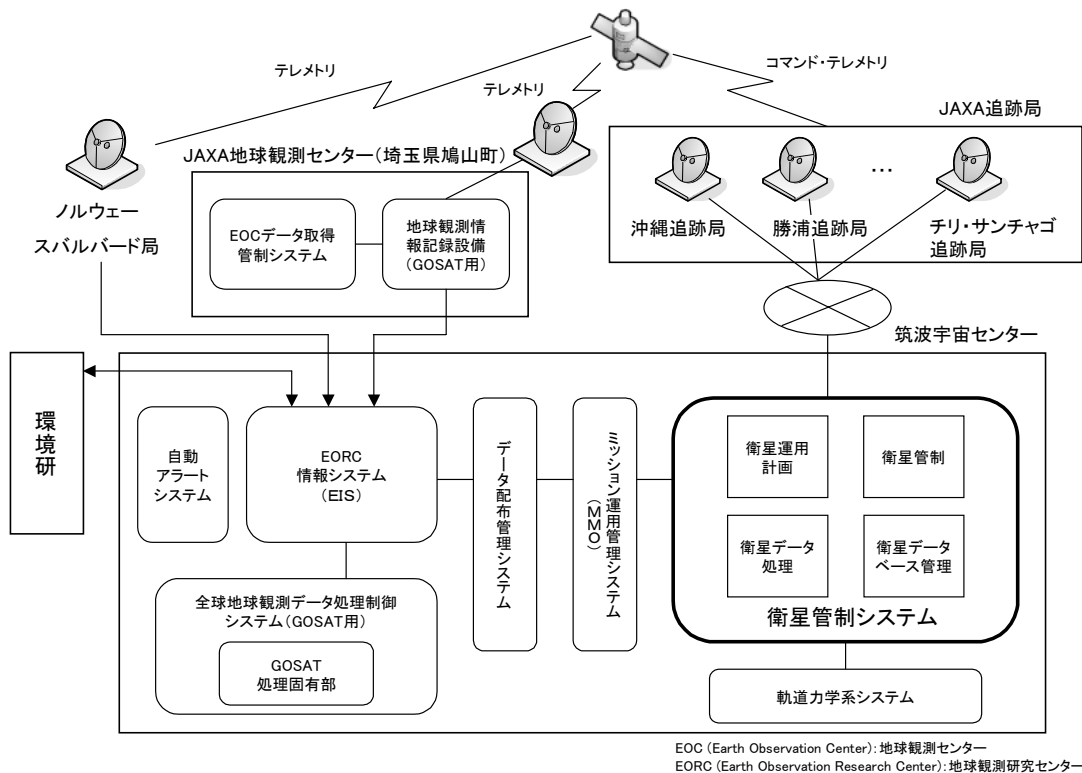 テレメトリ
テレメトリ
コマンド・テレメトリ
JAXA追跡局
JAXA地球観測センター(埼玉県鳩山町)
ノルウェー
スバルバード局
EOCデータ取得
管制システム
地球観測情
報記録設備
(GOSAT用)
沖縄追跡局
勝浦追跡局
…
チリ・サンチャゴ
追跡局
筑波宇宙センター
環境研
自動
アラート
システム
EORC
情報システム
(EIS)
データ配布管理システム
ミッション運用管理システム
(MMO)
衛星運用
計画
衛星管制
衛星データ
処理
衛星データ
ベース管理
衛星管制システム
全球地球観測データ処理制御
システム(GOSAT用)
GOSAT
処理固有部
軌道力学系システム
EOC (Earth Observation Center): 地球観測センター
EORC (Earth Observation Research Center): 地球観測研究センター